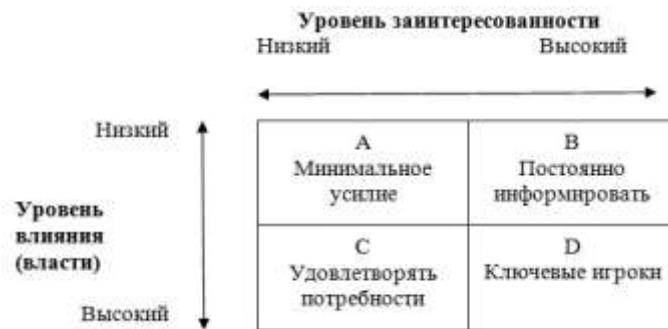 Уровень заинтересованности
Низкий Высокий
Низкий
A
Минимальное
усилие
B
Постоянно
информировать
Уровень
влияния
(власти)
C
Удовлетворять
потребности
D
Ключевые игроки
Высокий